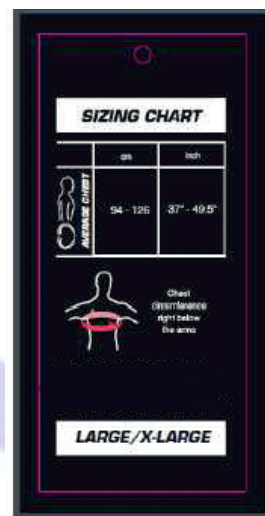 SIZING CHART
cm inch
AVERAGE CHEST
94 - 126 37" - 49.5"
Chest
circumference
right below
the arms
LARGE/X-LARGE